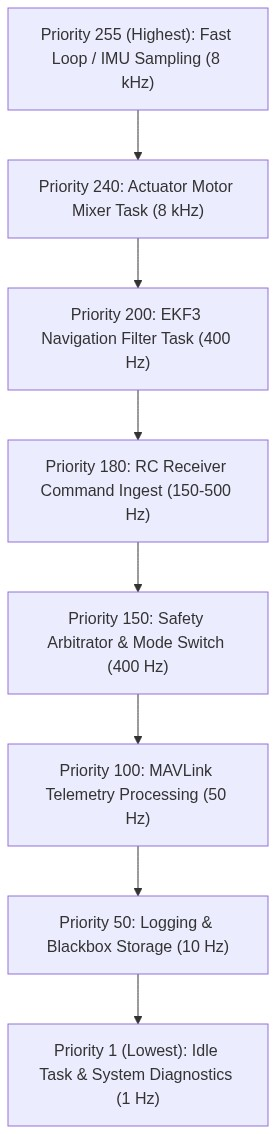 Priority 255 (Highest): Fast
Loop / IMU Sampling (8
kHz)
Priority 240: Actuator Motor
Mixer Task (8 kHz)
Priority 200: EKF3
Navigation Filter Task (400
Hz)
Priority 180: RC Receiver
Command Ingest (150-500
Hz)
Priority 150: Safety
Arbitrator & Mode Switch
(400 Hz)
Priority 100: MAVLink
Telemetry Processing (50
Hz)
Priority 50: Logging &
Blackbox Storage (10 Hz)
Priority 1 (Lowest): Idle
Task & System Diagnostics
(1 Hz)